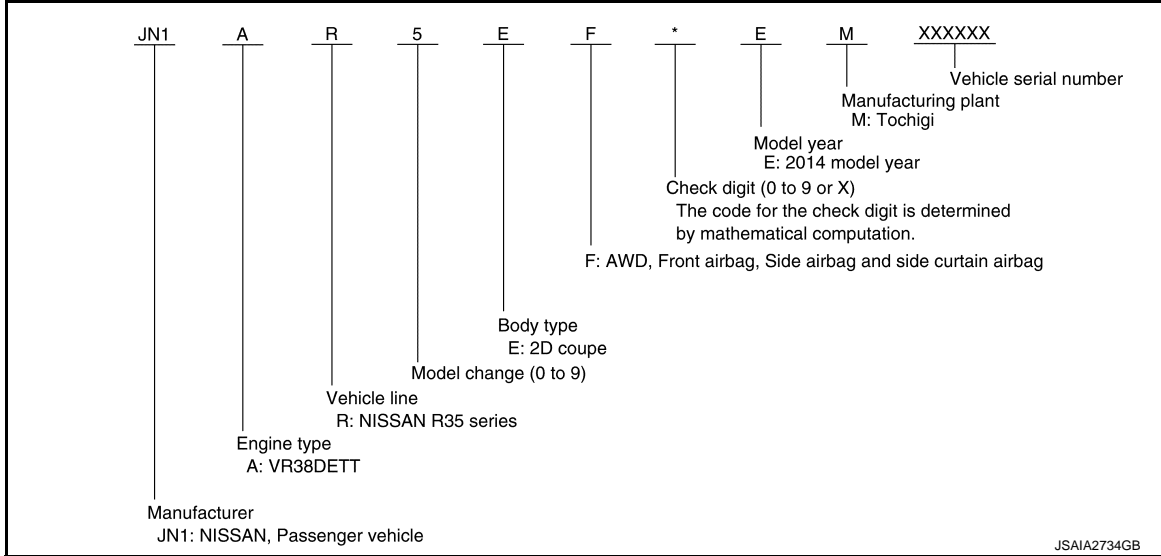 JN1 A R 5 E F * E M XXXXXX
Vehicle serial number
Manufacturing plant
M: Tochigi
Model year
E: 2014 model year
Check digit (0 to 9 or X)
The code for the check digit is determined
by mathematical computation.
F: AWD, Front airbag, Side airbag and side curtain airbag
Body type
E: 2D coupe
Model change (0 to 9)
Vehicle line
R: NISSAN R35 series
Engine type
A: VR38DETT
Manufacturer
JN1: NISSAN, Passenger vehicle
JSAIA2734GB